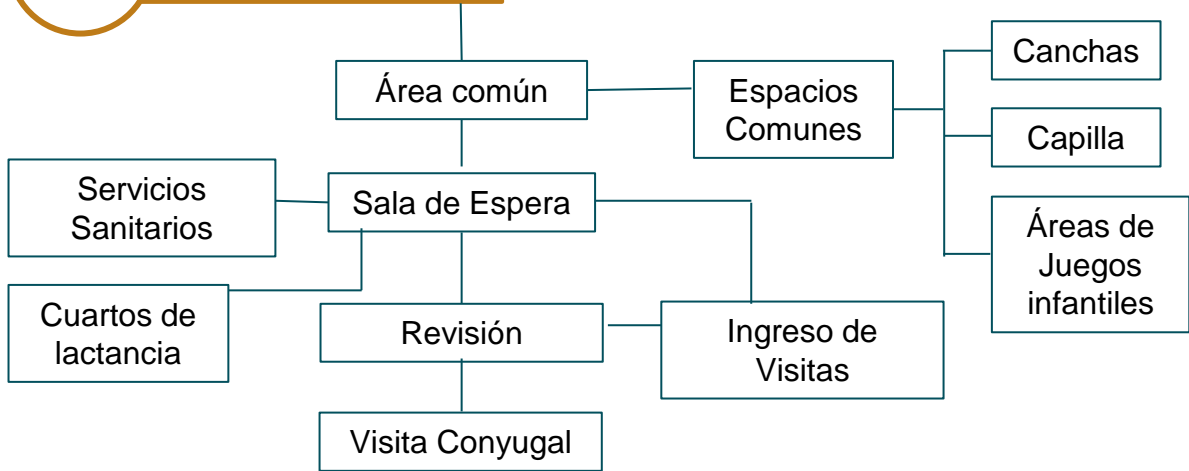 Canchas
Área común
Espacios
Comunes
Capilla
Servicios
Sanitarios
Sala de Espera
Áreas de
Juegos
infantiles
Cuartos de
lactancia
Revisión
Ingreso de
Visitas
Visita Conyugal